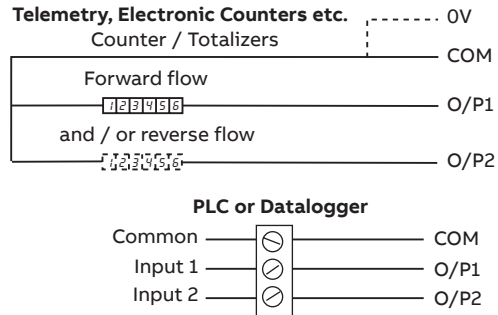 Telemetry, Electronic Counters etc. 0V
Counter / Totalizers
COM
Forward flow
123456 O/P1
and / or reverse flow
123456 O/P2
PLC or Datalogger
Common COM
Input 1 O/P1
Input 2 O/P2